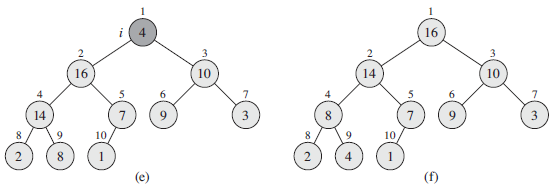 1 1
i 4 16
2 3 2 3
16 10 14 10
4 5 6 7 4 5 6 7
14 7 9 3 8 7 9 3
8 9 10 8 9 10
2 8 1 2 4 1
(e) (f)